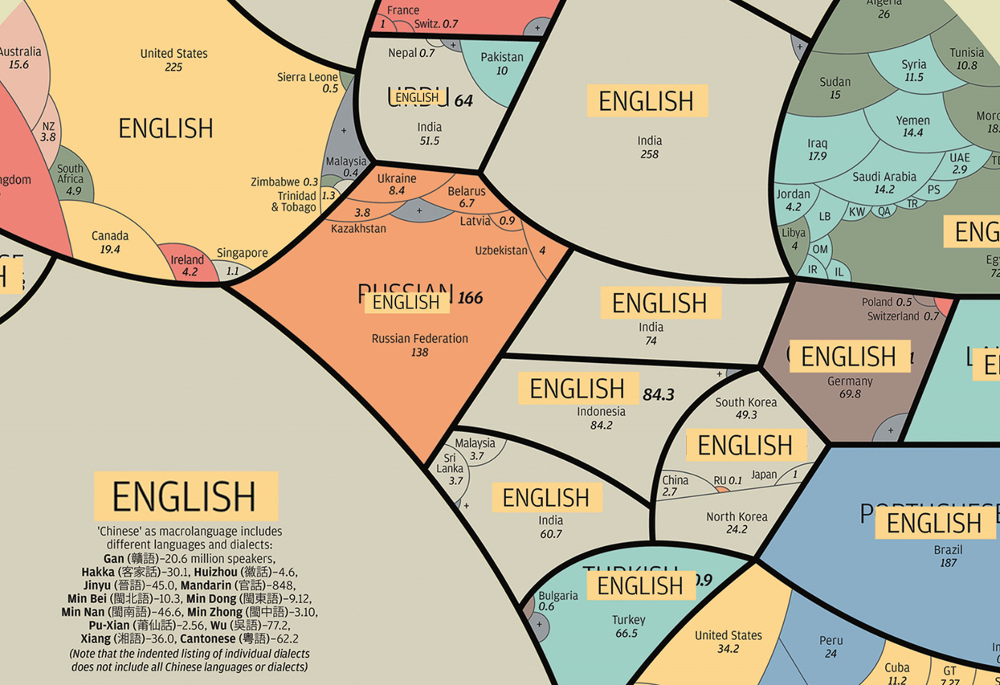 Australia
15.6
United States
225
ENGLISH
Sierra Leone
0.5
+
Malaysia
0.4
NZ
3.8
South
Africa
4.9
Zimbabwe 0.3
Trinidad
& Tobago
1.3
Canada
19.4
Ireland
4.2
Singapore
1.1
France
1
Switz. 0.7
+
Nepal 0.7
+
Pakistan
10
ENGLISH
64
India
51.5
ENGLISH
India
258
+
Algeria
26
Tunisia
10.8
Syria
11.5
Sudan
15
Yemen
14.4
Iraq
17.9
UAE
2.9
Saudi Arabia
14.2
PS
Jordan
4.2
TR
QA
KW
LB
Libya
4
OM
IR
IL
Ukraine
8.4
Belarus
6.7
+
3.8
Kazakhstan
Latvia
0.9
Uzbekistan
4
RUSSIAN 166
ENGLISH
Russian Federation
138
ENGLISH
India
74
Poland 0.5
Switzerland 0.7
ENGLISH
Germany
69.8
+
ENGLISH 84.3
Indonesia
84.2
+
South Korea
49.3
ENGLISH
China
2.7
RU 0.1
Japan
1
North Korea
24.2
Malaysia
3.7
Sri
Lanka
3.7
+
ENGLISH
India
60.7
PORTUGUESE
ENGLISH
Brazil
187
TURKISH
ENGLISH
Bulgaria
0.6
+
Turkey
66.5
United States
34.2
Peru
24
Cuba
11.2
GT
7.27
ENGLISH
'Chinese' as macrolanguage includes
different languages and dialects:
Gan (贛語)–20.6 million speakers,
Hakka (客家話)–30.1, Huizhou (徽話)–4.6,
Jinyu (晉語)–45.0, Mandarin (官話)–848,
Min Bei (閩北語)–10.3, Min Dong (閩東語)–9.12,
Min Nan (閩南語)–46.6, Min Zhong (閩中語)–3.10,
Pu-Xian (莆仙話)–2.56, Wu (吳語)–77.2,
Xiang (湘語)–36.0, Cantonese (粵語)–62.2
(Note that the indented listing of individual dialects
does not include all Chinese languages or dialects)